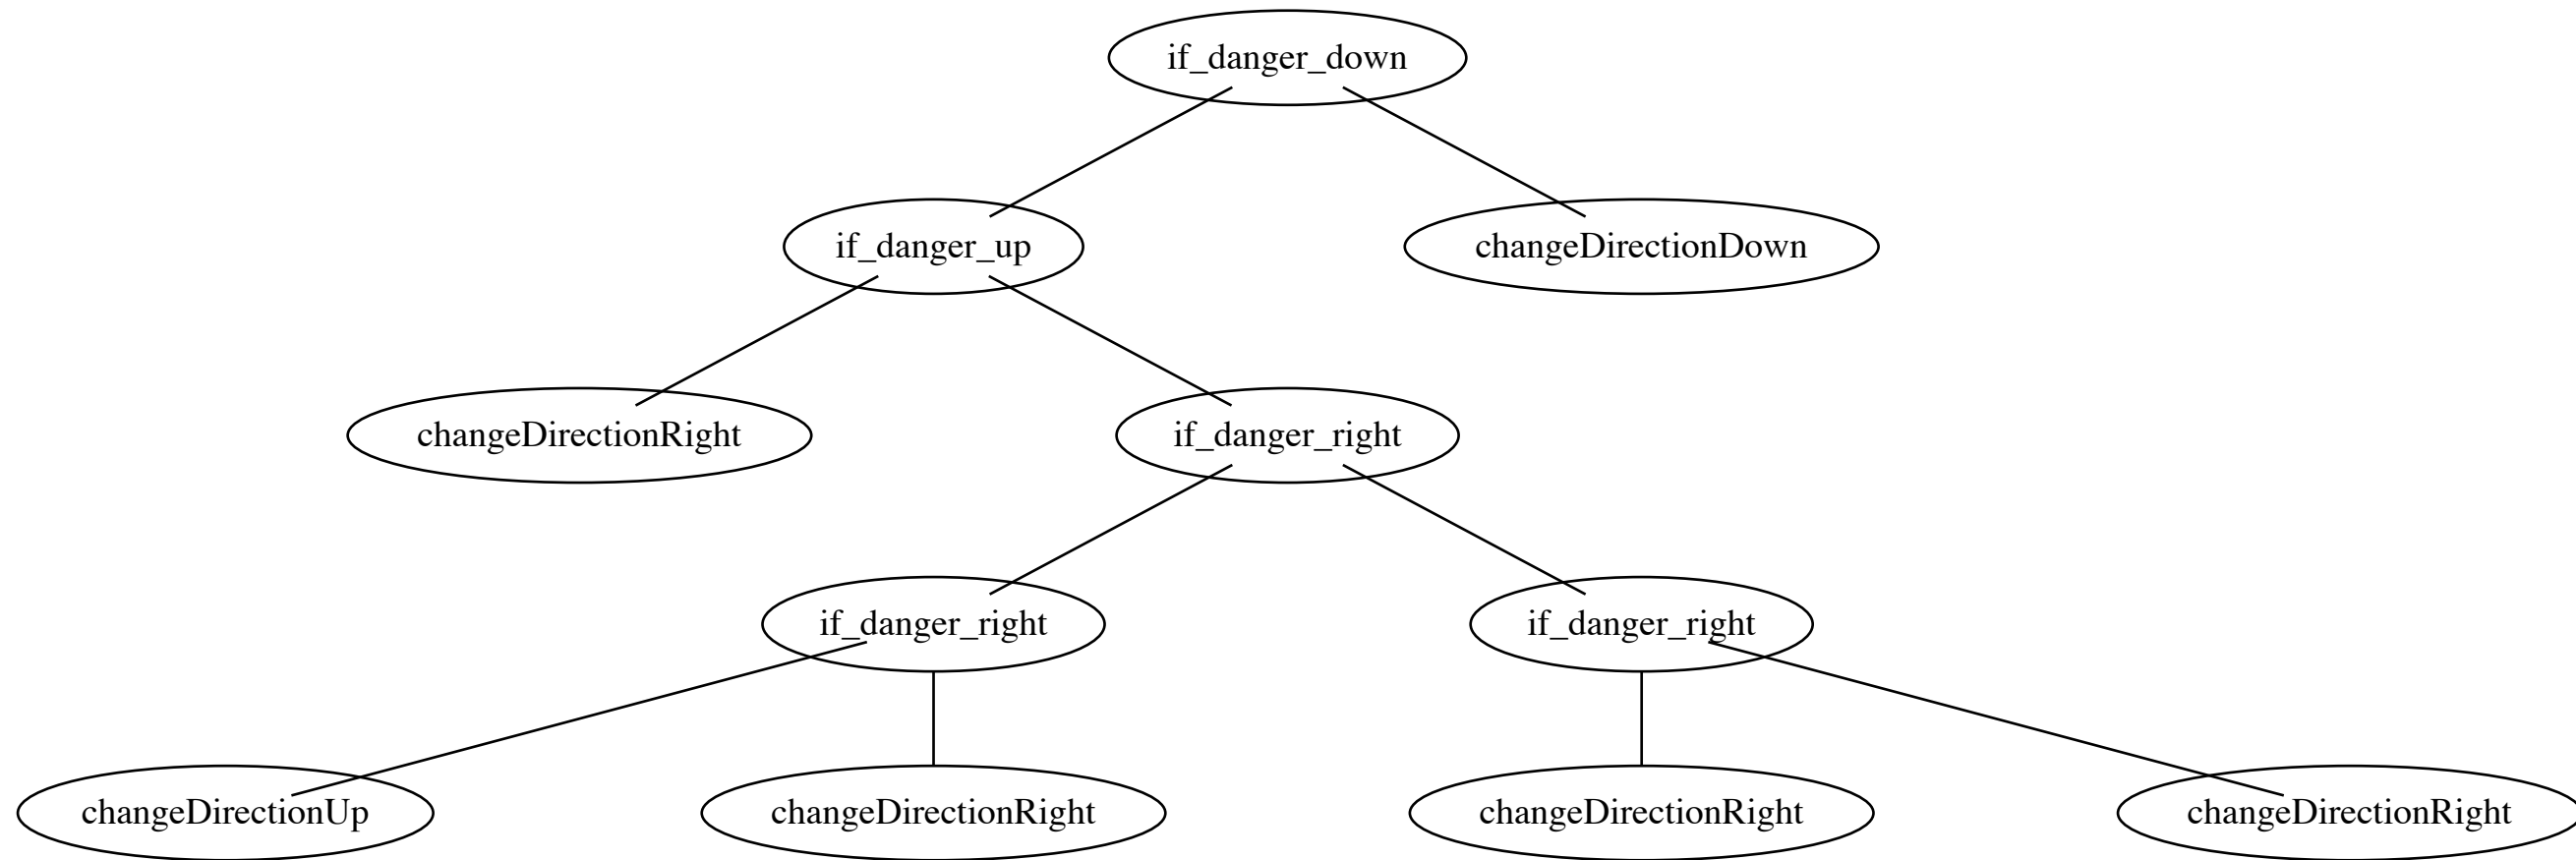 if_danger_down
if_danger_up
changeDirectionDown
changeDirectionRight
if_danger_right
if_danger_right
if_danger_right
changeDirectionUp
changeDirectionRight
changeDirectionRight
changeDirectionRight